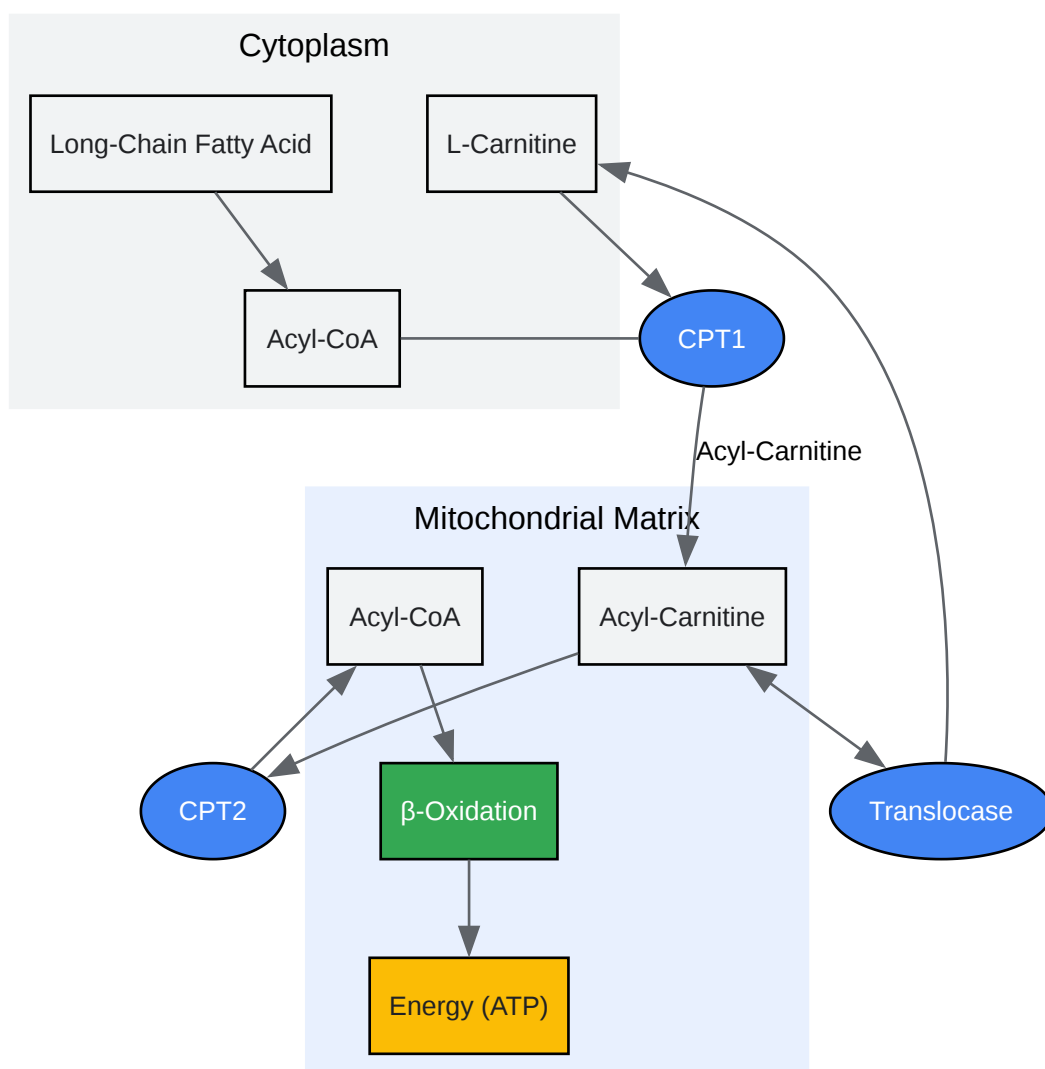 Cytoplasm
Long-Chain Fatty Acid
L-Carnitine
Acyl-CoA
CPT1
Acyl-Carnitine
Mitochondrial Matrix
Acyl-CoA
Acyl-Carnitine
CPT2
β-Oxidation
Translocase
Energy (ATP)